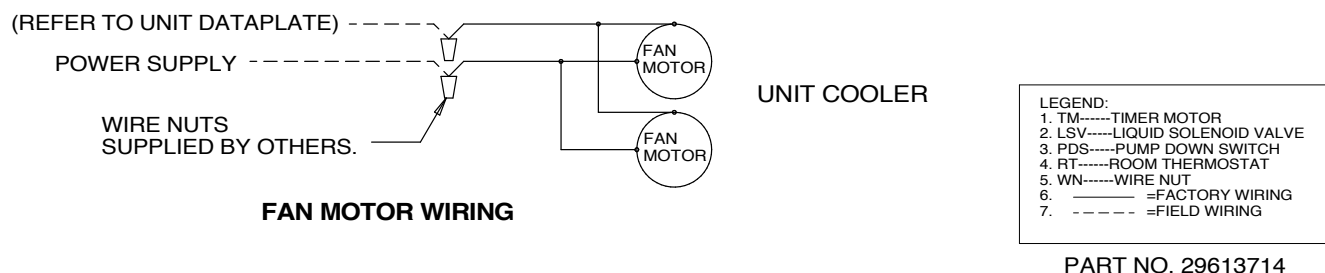 (REFER TO UNIT DATAPLATE)
POWER SUPPLY
WIRE NUTS
SUPPLIED BY OTHERS.
FAN
MOTOR
FAN
MOTOR
UNIT COOLER
FAN MOTOR WIRING
LEGEND:
1. TM------TIMER MOTOR
2. LSV-----LIQUID SOLENOID VALVE
3. PDS-----PUMP DOWN SWITCH
4. RT------ROOM THERMOSTAT
5. WN------WIRE NUT
6. =FACTORY WIRING
7. ----- =FIELD WIRING
PART NO. 29613714